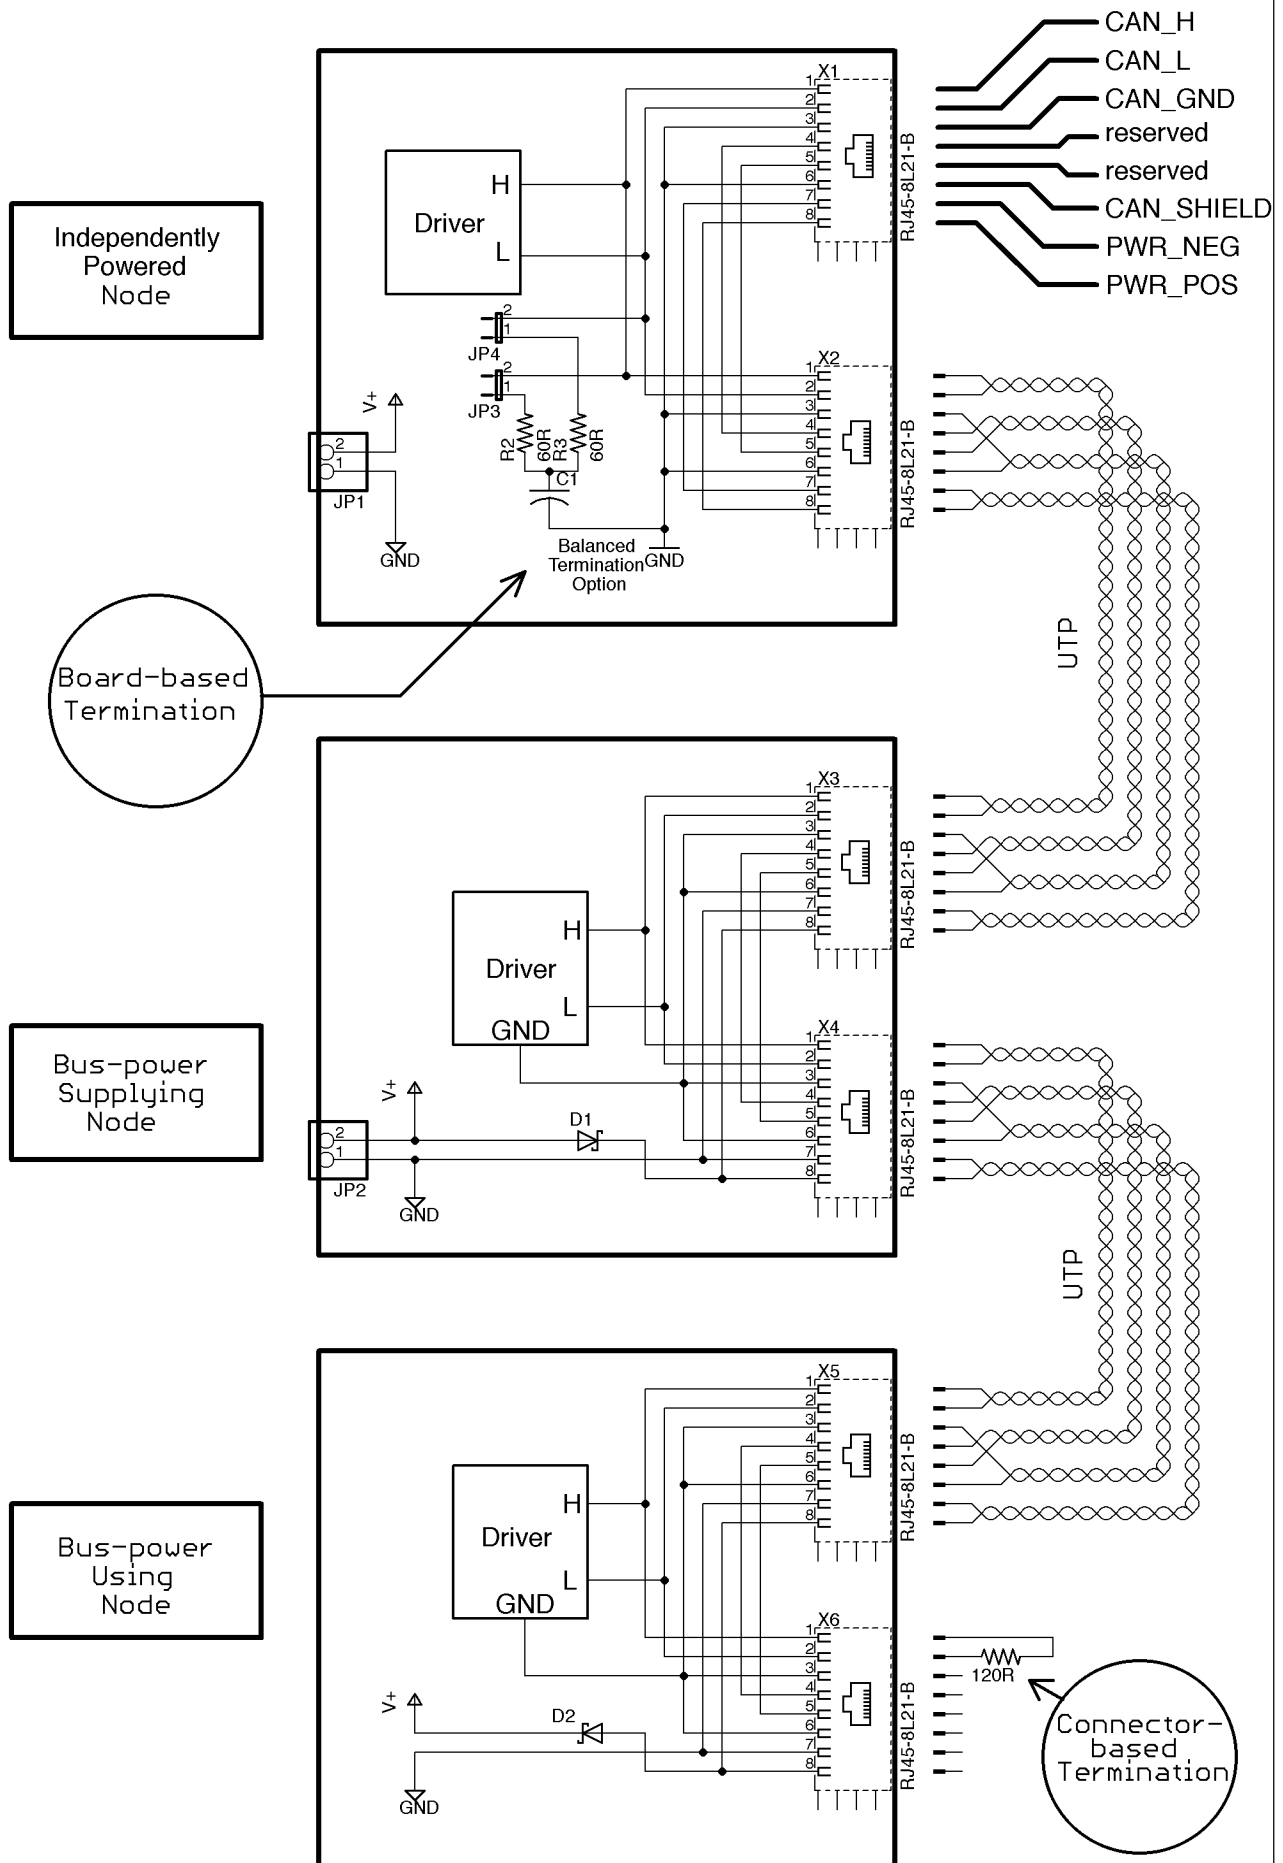 CAN_H
CAN_L
CAN_GND
reserved
reserved
CAN_SHIELD
PWR_NEG
PWR_POS
Independently
Powered
Node
X1
1
2
3
4
5
6
7
8
RJ45-8L21-B
H
Driver
L
2
1
JP4
2
1
JP3
R2
60R
R3
60R
C1
V+
2
1
JP1
GND
X2
1
2
3
4
5
6
7
8
RJ45-8L21-B
Balanced
Termination
Option
GND
UTP
Board-based
Termination
X3
1
2
3
4
5
6
7
8
RJ45-8L21-B
H
Driver
L
GND
X4
1
2
3
4
5
6
7
8
RJ45-8L21-B
Bus-power
Supplying
Node
V+
D1
2
1
JP2
GND
UTP
X5
1
2
3
4
5
6
7
8
RJ45-8L21-B
H
Driver
L
GND
Bus-power
Using
Node
X6
1
2
3
4
5
6
7
8
RJ45-8L21-B
V+
D2
GND
120R
Connector-
based
Termination